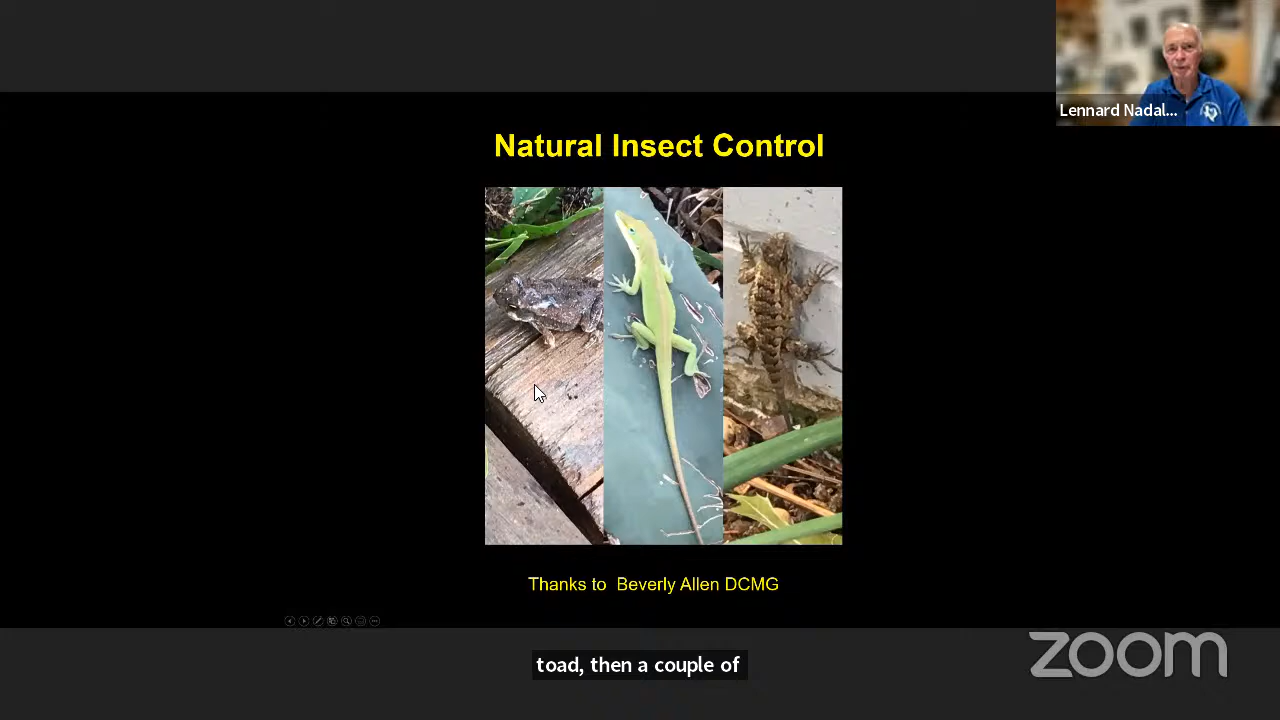 Lennard Nadal...
Natural Insect Control
Thanks to Beverly Allen DCMG
toad, then a couple of
zoom